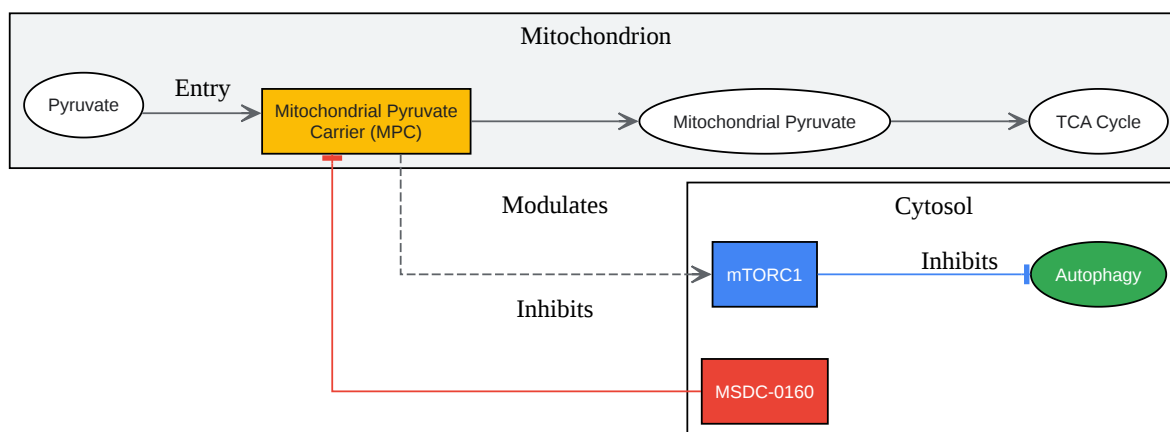 Mitochondrion
Pyruvate
Entry
Mitochondrial Pyruvate
Carrier (MPC)
Mitochondrial Pyruvate
TCA Cycle
Modulates
Cytosol
mTORC1
Inhibits
Autophagy
Inhibits
MSDC-0160